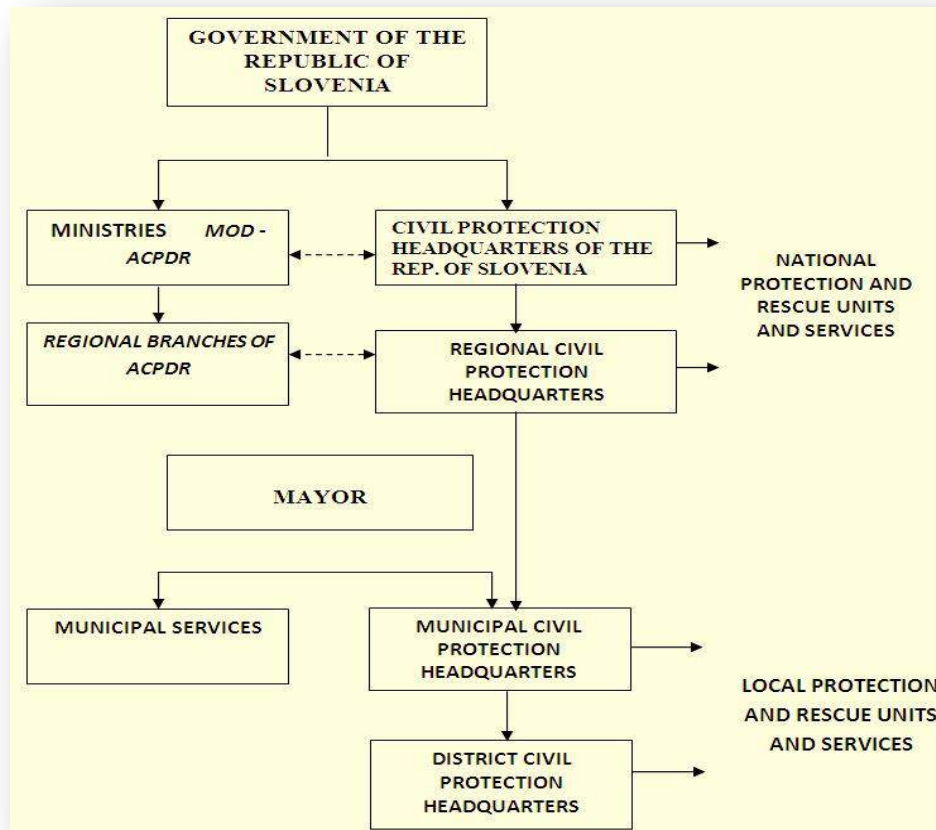 GOVERNMENT OF THE
REPUBLIC OF
SLOVENIA
MINISTRIES MOD -
ACPDR
CIVIL PROTECTION
HEADQUARTERS OF THE
REP. OF SLOVENIA
NATIONAL
PROTECTION AND
RESCUE UNITS
AND SERVICES
REGIONAL BRANCHES OF
ACPDR
REGIONAL CIVIL
PROTECTION
HEADQUARTERS
MAYOR
MUNICIPAL SERVICES
MUNICIPAL CIVIL
PROTECTION
HEADQUARTERS
LOCAL PROTECTION
AND RESCUE UNITS
AND SERVICES
DISTRICT CIVIL
PROTECTION
HEADQUARTERS